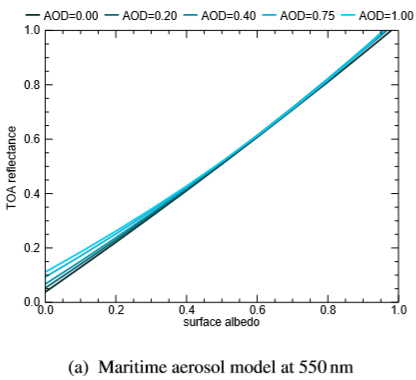 AOD=0.00 AOD=0.20 AOD=0.40 AOD=0.75 AOD=1.00
1.0
0.8
0.6
0.4
0.2
0.0
TOA reflectance
0.0 0.2 0.4 0.6 0.8 1.0
surface albedo
(a) Maritime aerosol model at 550 nm